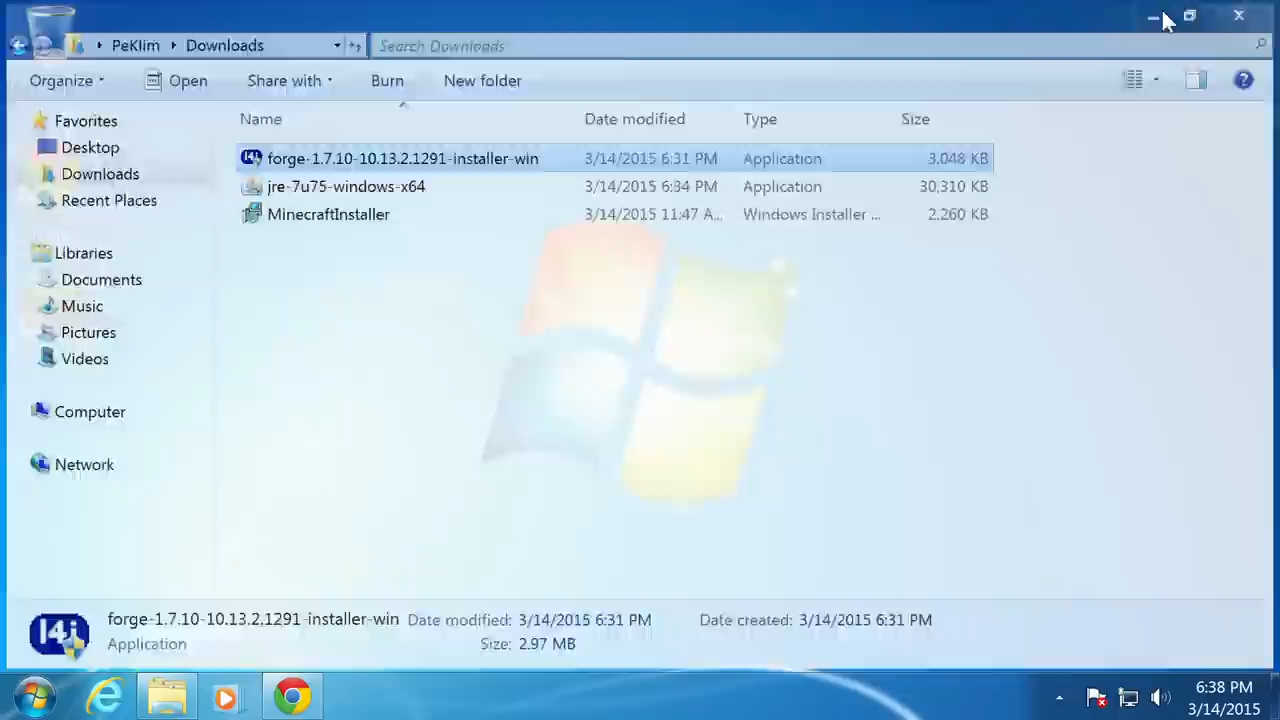 PeKlim Downloads Search Downloads
Organize Open Share with Burn New folder
Name Date modified Type Size
forge-1.7.10-10.13.2.1291-installer-win 3/14/2015 6:31 PM Application 3,048 KB
jre-7u75-windows-x64 3/14/2015 6:34 PM Application 30,310 KB
MinecraftInstaller 3/14/2015 11:47 A... Windows Installer ... 2,260 KB
Favorites
Desktop
Downloads
Recent Places
Libraries
Documents
Music
Pictures
Videos
Computer
Network
forge-1.7.10-10.13.2.1291-installer-win Date modified: 3/14/2015 6:31 PM Date created: 3/14/2015 6:31 PM
Application Size: 2.97 MB
14j
6:38 PM
3/14/2015